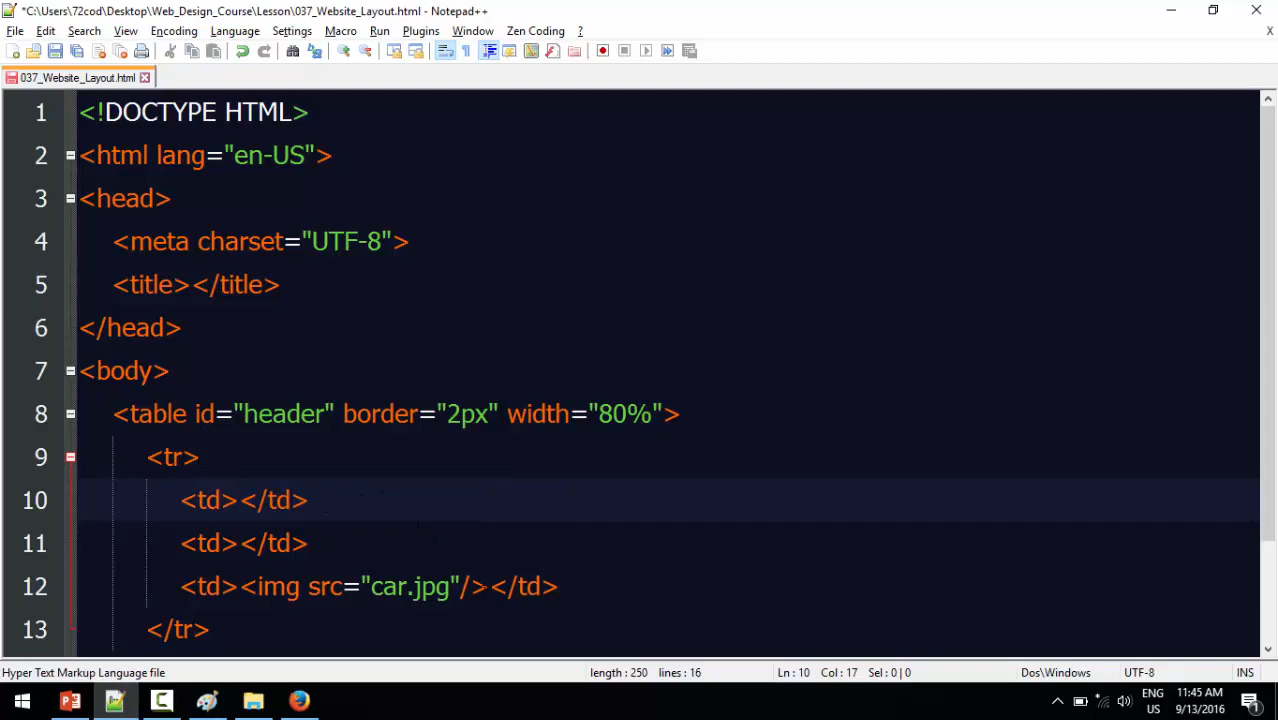 *C:\Users\72cod\Desktop\Web_Design_Course\Lesson\037_Website_Layout.html - Notepad++
File Edit Search View Encoding Language Settings Macro Run Plugins Window Zen Coding ? X
037_Website_Layout.html
1 <!DOCTYPE HTML>
2 <html lang="en-US">
3 <head>
4 <meta charset="UTF-8">
5 <title></title>
6 </head>
7 <body>
8 <table id="header" border="2px" width="80%">
9 <tr>
10 <td></td>
11 <td></td>
12 <td><img src="car.jpg"/></td>
13 </tr>
Hyper Text Markup Language file length : 250 lines : 16 Ln : 10 Col : 17 Sel : 0 | 0 Dos\Windows UTF-8 INS
ENG 11:45 AM
US 9/13/2016